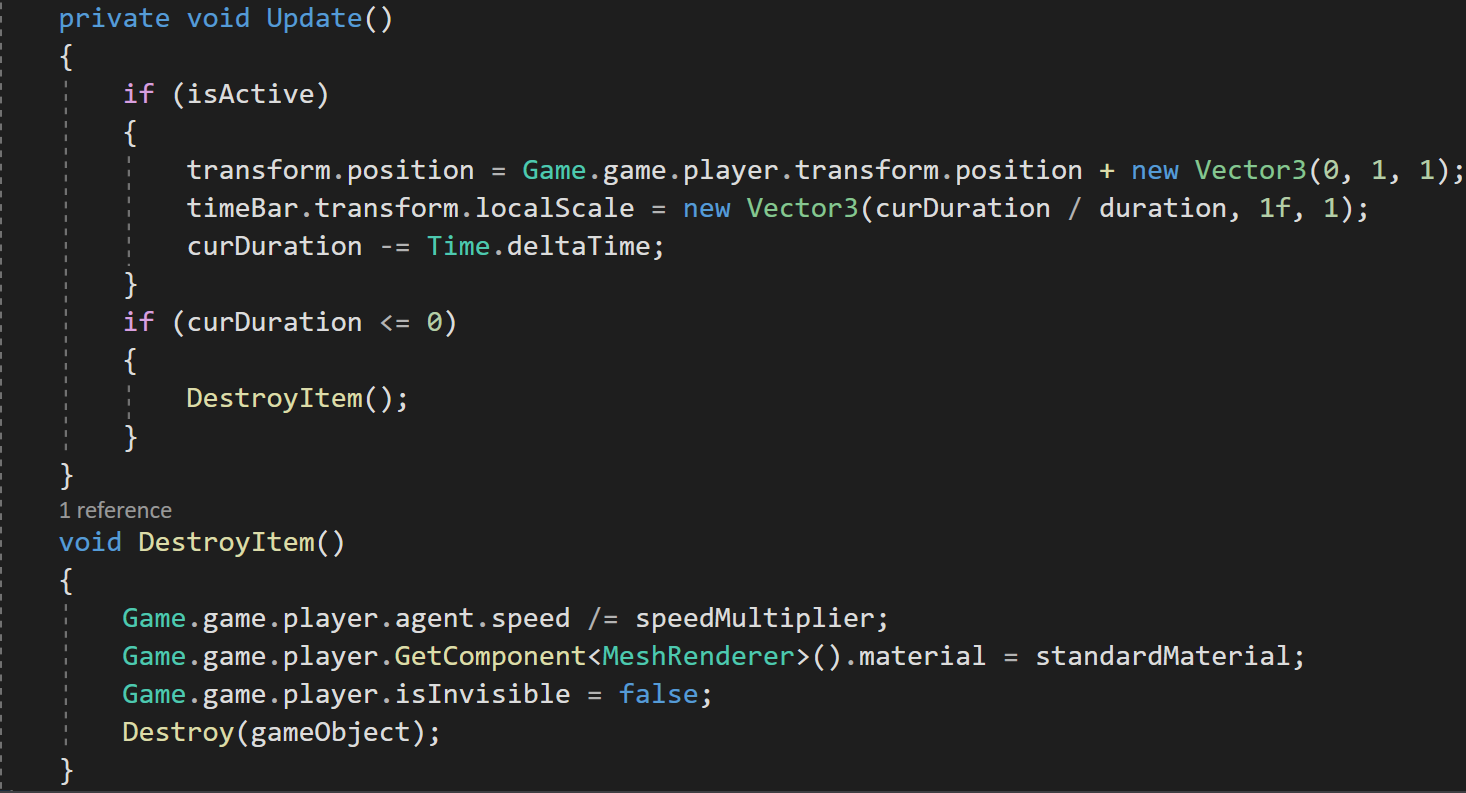 private void Update()
{
if (isActive)
{
transform.position = Game.game.player.transform.position + new Vector3(0, 1, 1);
timeBar.transform.localScale = new Vector3(curDuration / duration, 1f, 1);
curDuration -= Time.deltaTime;
}
if (curDuration <= 0)
{
DestroyItem();
}
}
1 reference
void DestroyItem()
{
Game.game.player.agent.speed /= speedMultiplier;
Game.game.player.GetComponent<MeshRenderer>().material = standardMaterial;
Game.game.player.isInvisible = false;
Destroy(gameObject);
}